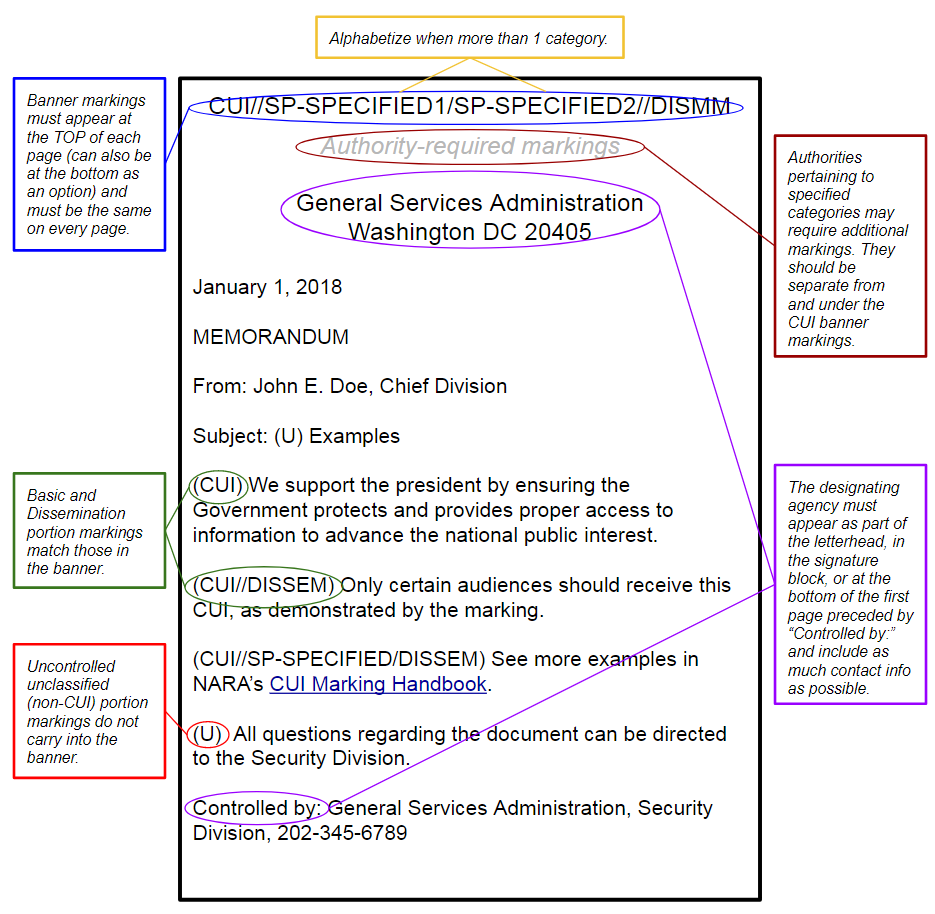 Alphabetize when more than 1 category.
Banner markings
must appear at
the TOP of each
page (can also be
at the bottom as
an option) and
must be the same
on every page.
CUI//SP-SPECIFIED1/SP-SPECIFIED2//DISMM
Authority-required markings
Authorities
pertaining to
specified
categories may
require additional
markings. They
should be
separate from
and under the
CUI banner
markings.
General Services Administration
Washington DC 20405
January 1, 2018
MEMORANDUM
From: John E. Doe, Chief Division
Subject: (U) Examples
Basic and
Dissemination
portion markings
match those in
the banner.
(CUI) We support the president by ensuring the
Government protects and provides proper access to
information to advance the national public interest.
(CUI//DISSEM) Only certain audiences should receive this
CUI, as demonstrated by the marking.
The designating
agency must
appear as part of
the letterhead, in
the signature
block, or at the
bottom of the first
page preceded by
“Controlled by:”
and include as
much contact info
as possible.
(CUI//SP-SPECIFIED/DISSEM) See more examples in
NARA’s CUI Marking Handbook.
Uncontrolled
unclassified
(non-CUI) portion
markings do not
carry into the
banner.
(U) All questions regarding the document can be directed
to the Security Division.
Controlled by: General Services Administration, Security
Division, 202-345-6789